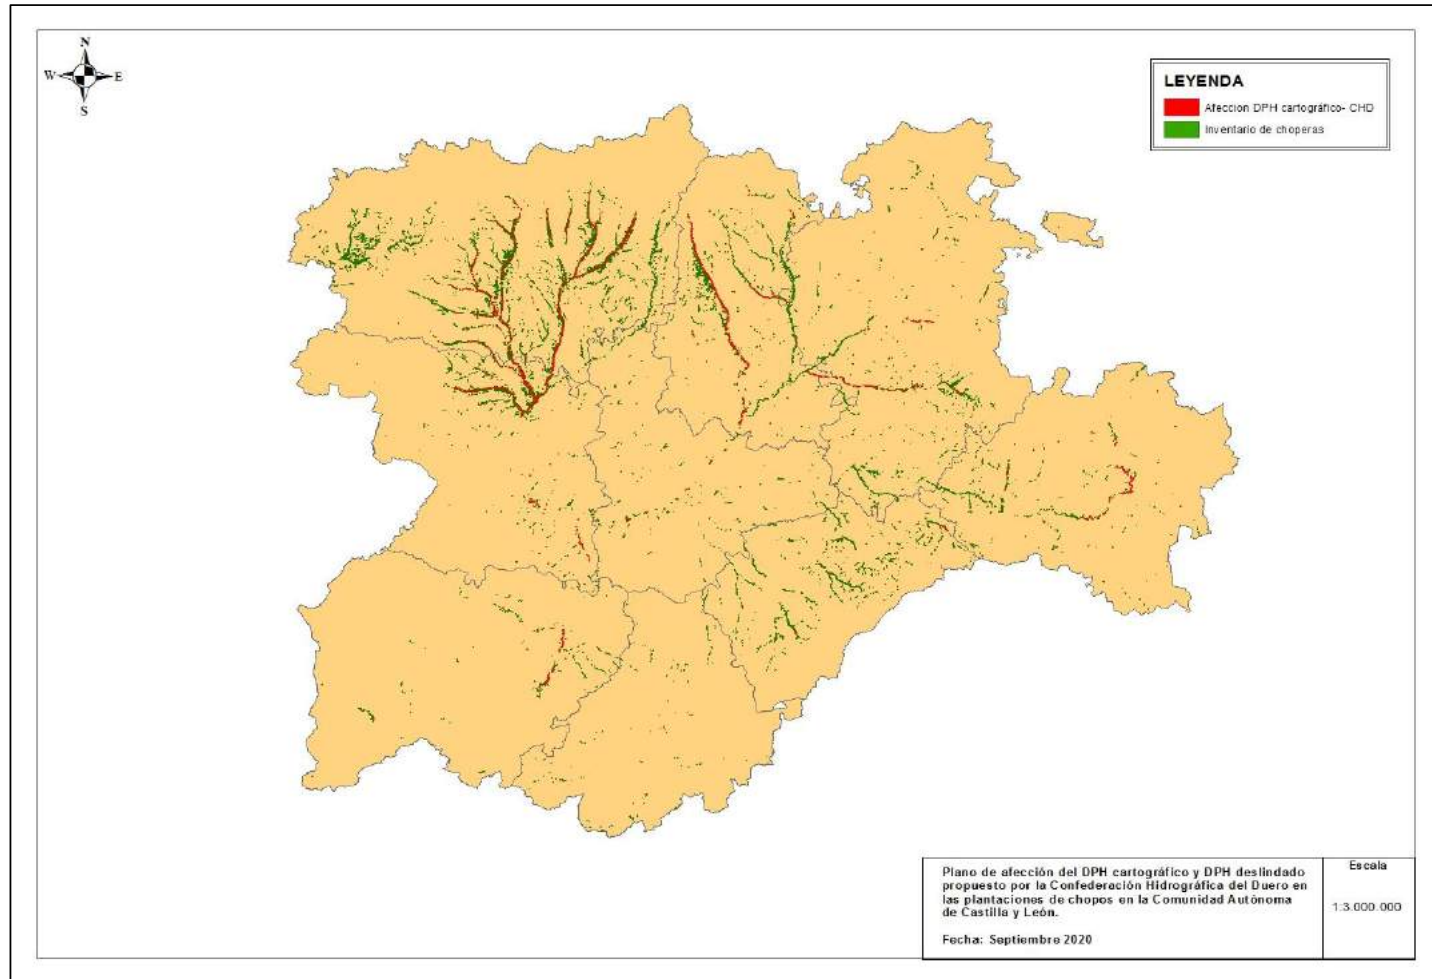 N
W E
S
LEYENDA
Afeccion DPH cartográfico- CHD
Inventario de choperas
Plano de afección del DPH cartográfico y DPH deslindado
propuesto por la Confederación Hidrográfica del Duero en
las plantaciones de chopos en la Comunidad Autónoma
de Castilla y León.
Fecha: Septiembre 2020
Escala
1:3.000.000